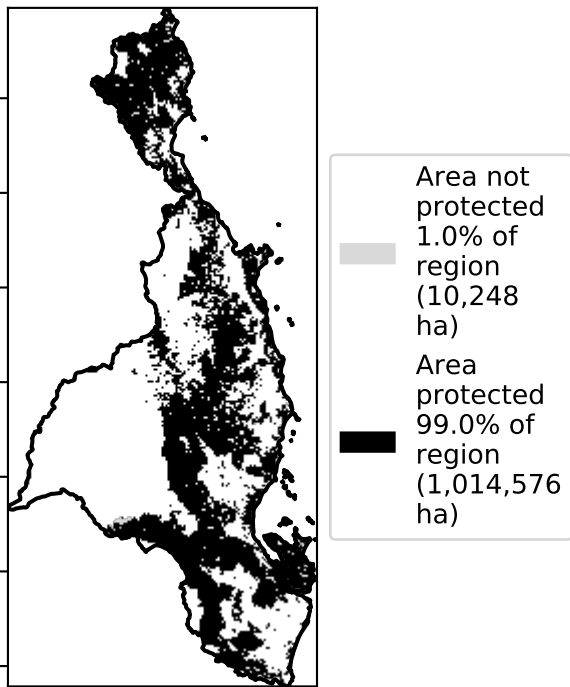 Area not
protected
1.0% of
region
(10,248
ha)
Area
protected
99.0% of
region
(1,014,576
ha)